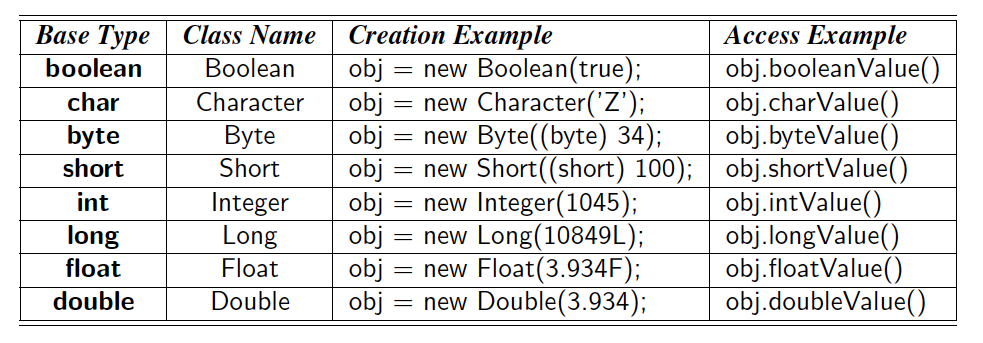 Base Type Class Name Creation Example Access Example
boolean Boolean obj = new Boolean(true); obj.booleanValue()
char Character obj = new Character('Z'); obj.charValue()
byte Byte obj = new Byte((byte) 34); obj.byteValue()
short Short obj = new Short((short) 100); obj.shortValue()
int Integer obj = new Integer(1045); obj.intValue()
long Long obj = new Long(10849L); obj.longValue()
float Float obj = new Float(3.934F); obj.floatValue()
double Double obj = new Double(3.934); obj.doubleValue()